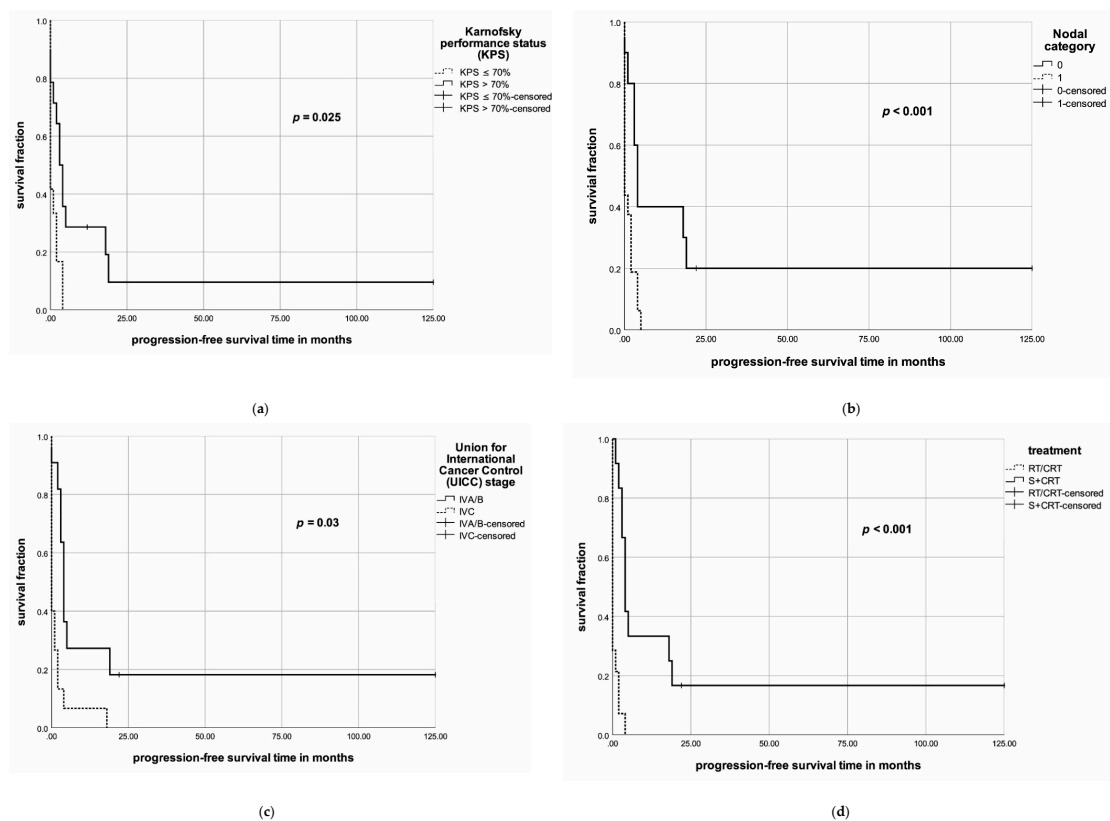 Karnofsky
performance status
(KPS)
KPS ≤ 70%
KPS > 70%
KPS ≤ 70%-censored
KPS > 70%-censored
p = 0.025
survival fraction
1.0
0.8
0.6
0.4
0.2
0.0
.00 25.00 50.00 75.00 100.00 125.00
progression-free survival time in months
(a)
Nodal
category
0
1
0-censored
1-censored
p < 0.001
survivial fraction
1.0
0.8
0.6
0.4
0.2
0.0
.00 25.00 50.00 75.00 100.00 125.00
progression-free survival time in months
(b)
Union for
International
Cancer Control
(UICC) stage
IVA/B
IVC
IVA/B-censored
IVC-censored
p = 0.03
survival fraction
1.0
0.8
0.6
0.4
0.2
0.0
.00 25.00 50.00 75.00 100.00 125.00
progression-free survival time in months
(c)
treatment
RT/CRT
S+CRT
RT/CRT-censored
S+CRT-censored
p < 0.001
survival fraction
1.0
0.8
0.6
0.4
0.2
0.0
.00 25.00 50.00 75.00 100.00 125.00
progression-free survival time in months
(d)